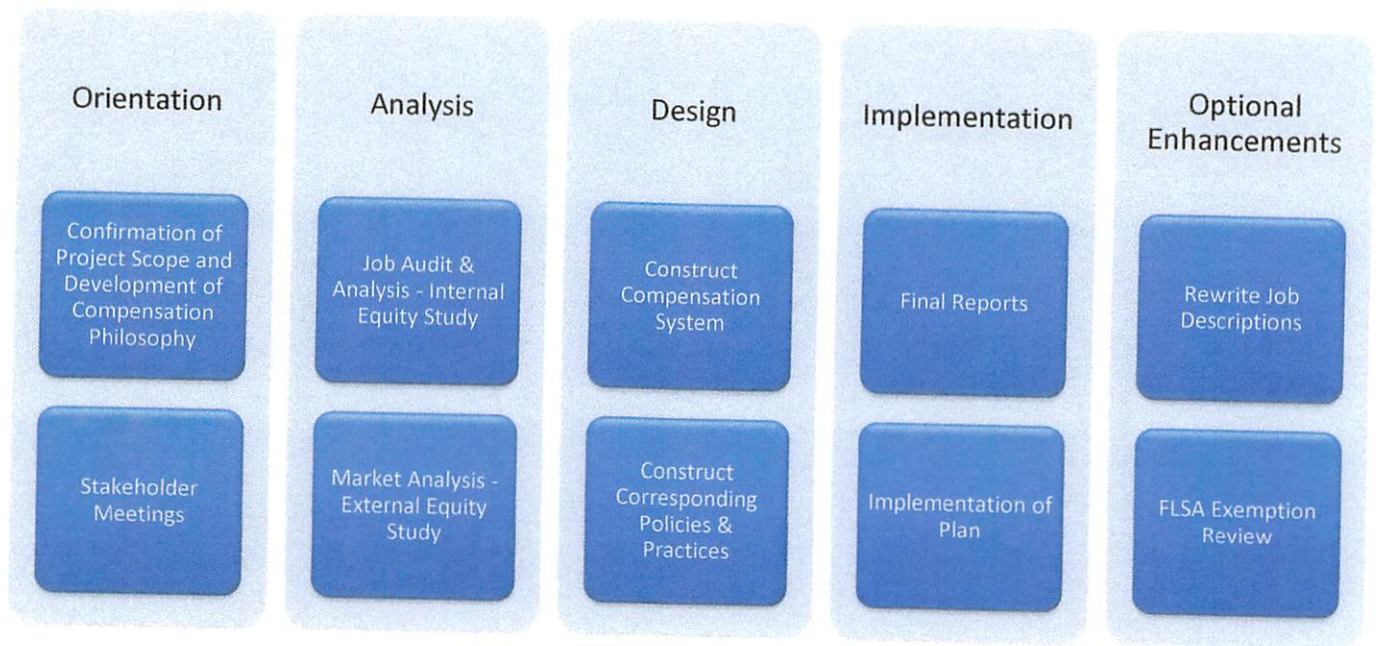 Orientation
Confirmation of
Project Scope and
Development of
Compensation
Philosophy
Stakeholder
Meetings
Analysis
Job Audit &
Analysis - Internal
Equity Study
Market Analysis -
External Equity
Study
Design
Construct
Compensation
System
Construct
Corresponding
Policies &
Practices
Implementation
Final Reports
Implementation of
Plan
Optional
Enhancements
Rewrite Job
Descriptions
FLSA Exemption
Review